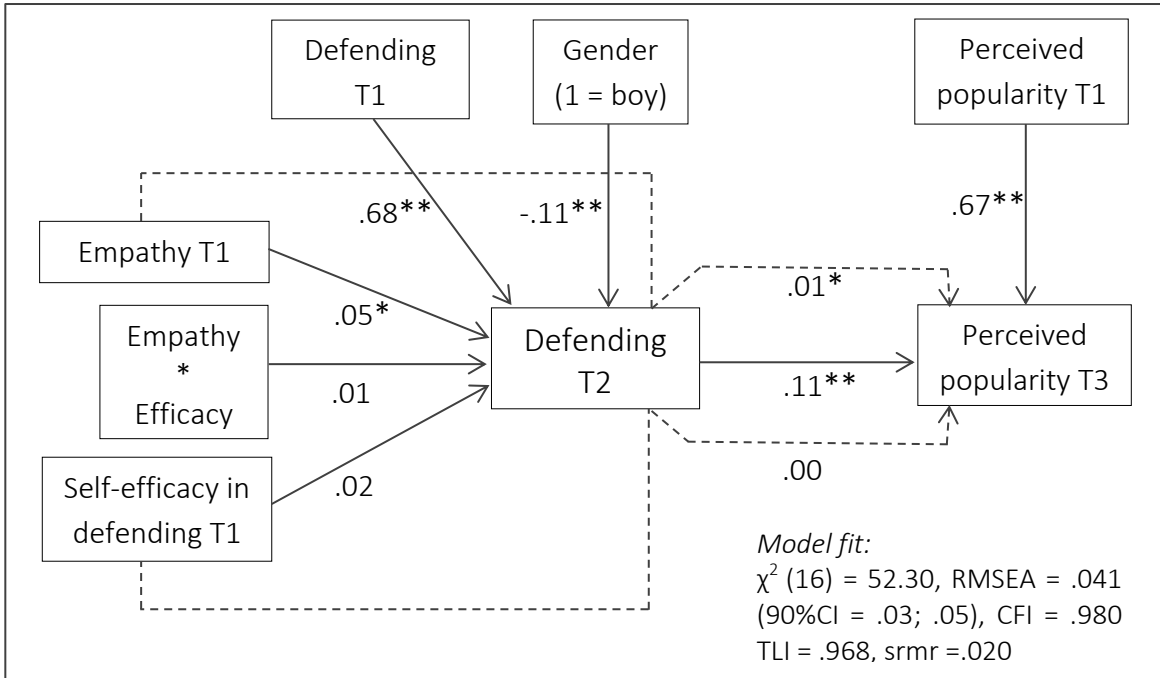 Defending
T1
Gender
(1 = boy)
Perceived
popularity T1
.68**
-.11**
.67**
Empathy T1
.05*
.01*
Empathy
*
Efficacy
.01
Defending
T2
.11**
Perceived
popularity T3
Self-efficacy in
defending T1
.02
.00
Model fit:
χ² (16) = 52.30, RMSEA = .041
(90%CI = .03; .05), CFI = .980
TLI = .968, srmr =.020